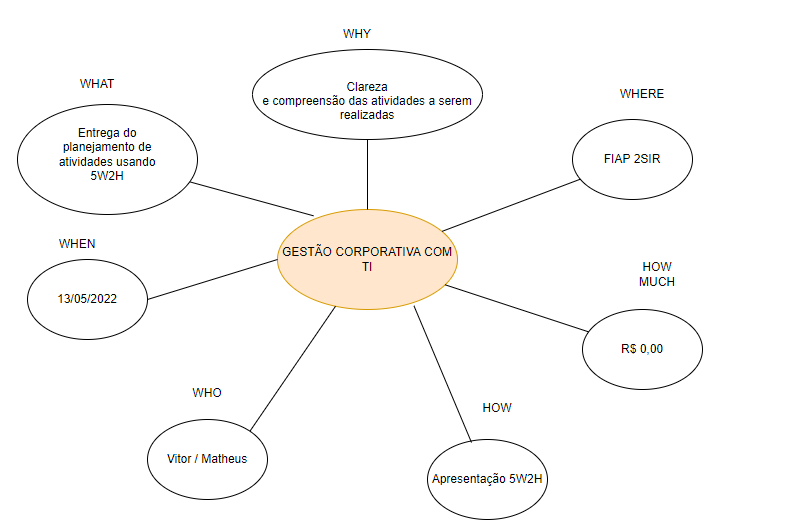 WHY
Clareza
e compreensão das atividades a serem
realizadas
WHAT
Entrega do
planejamento de
atividades usando
5W2H
WHERE
FIAP 2SIR
WHEN
13/05/2022
GESTÃO CORPORATIVA COM
TI
HOW
MUCH
R$ 0,00
WHO
Vitor / Matheus
HOW
Apresentação 5W2H